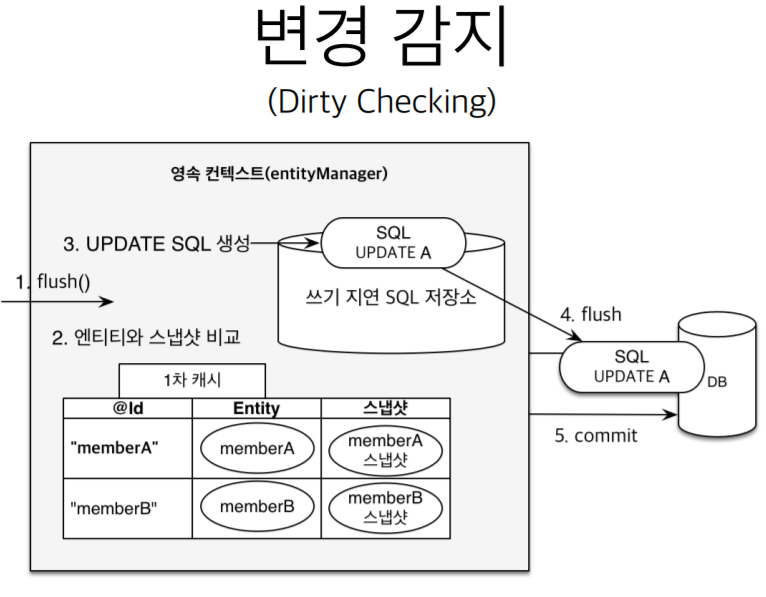 변경 감지
(Dirty Checking)
영속 컨텍스트(entityManager)
3. UPDATE SQL 생성
SQL
UPDATE A
1. flush()
쓰기 지연 SQL 저장소
4. flush
2. 엔티티와 스냅샷 비교
SQL
UPDATE A
DB
1차 캐시
@Id Entity 스냅샷
5. commit
"memberA" memberA memberA
스냅샷
"memberB" memberB memberB
스냅샷